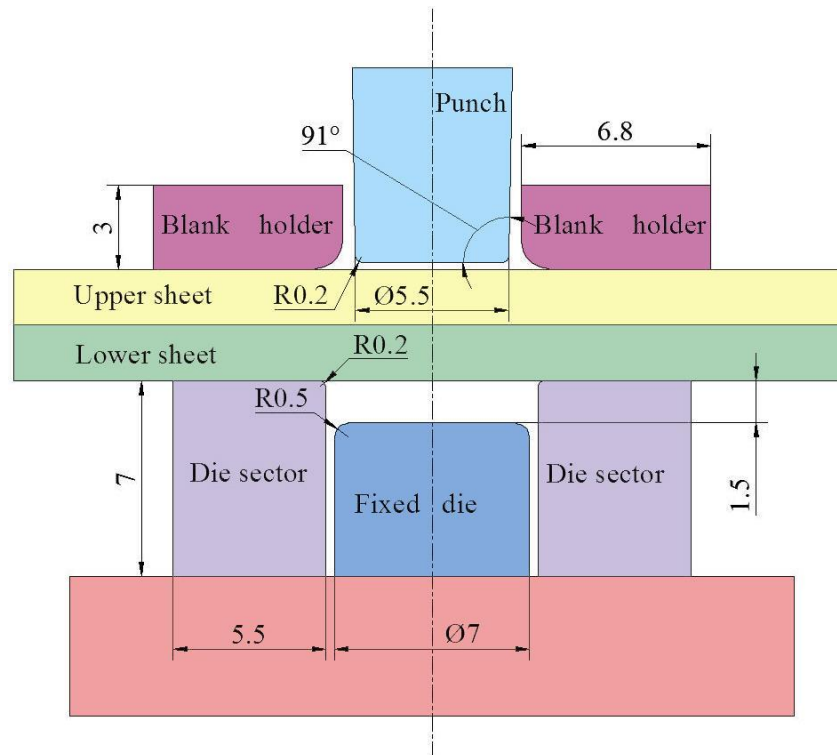 Punch
91°
6.8
3
Blank holder
Blank holder
Upper sheet
R0.2
Ø5.5
Lower sheet
R0.2
R0.5
7
Die sector
Fixed die
Die sector
1.5
5.5
Ø7